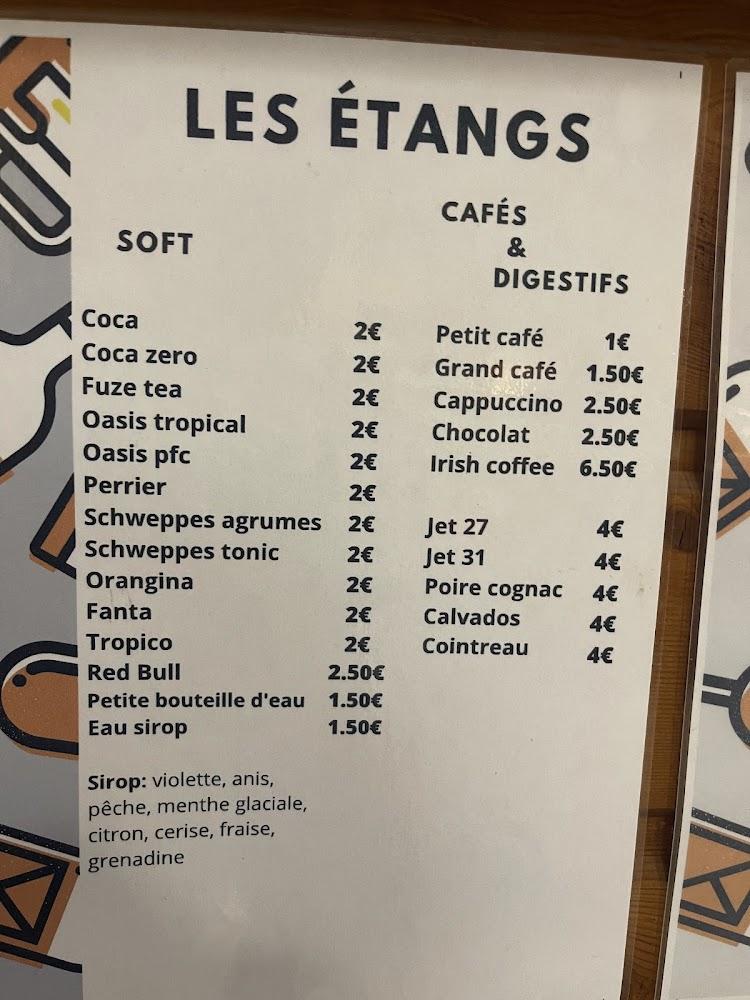 LES ÉTANGS
SOFT
Coca 2€
Coca zero 2€
Fuze tea 2€
Oasis tropical 2€
Oasis pfc 2€
Perrier 2€
Schweppes agrumes 2€
Schweppes tonic 2€
Orangina 2€
Fanta 2€
Tropico 2€
Red Bull 2.50€
Petite bouteille d'eau 1.50€
Eau sirop 1.50€
Sirop: violette, anis,
pêche, menthe glaciale,
citron, cerise, fraise,
grenadine
CAFÉS
&
DIGESTIFS
Petit café 1€
Grand café 1.50€
Cappuccino 2.50€
Chocolat 2.50€
Irish coffee 6.50€
Jet 27 4€
Jet 31 4€
Poire cognac 4€
Calvados 4€
Cointreau 4€